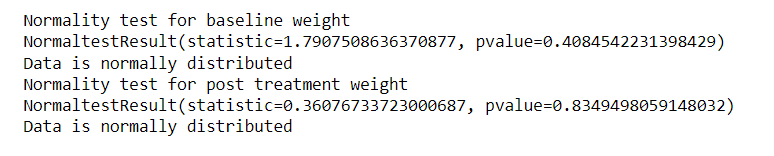 Normality test for baseline weight
NormaltestResult(statistic=1.7907508636370877, pvalue=0.4084542231398429)
Data is normally distributed
Normality test for post treatment weight
NormaltestResult(statistic=0.36076733723000687, pvalue=0.8349498059148032)
Data is normally distributed